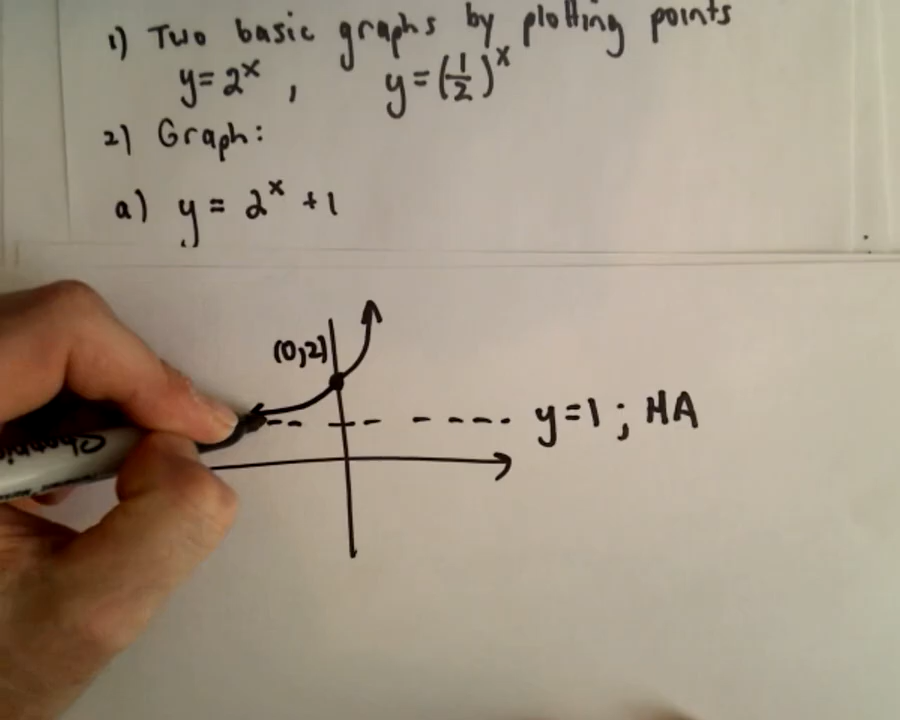 1) Two basic graphs by plotting points
y=2^x , y=(1/2)^x
2) Graph:
a) y = 2^x +1
(0,2)
y=1 ; HA